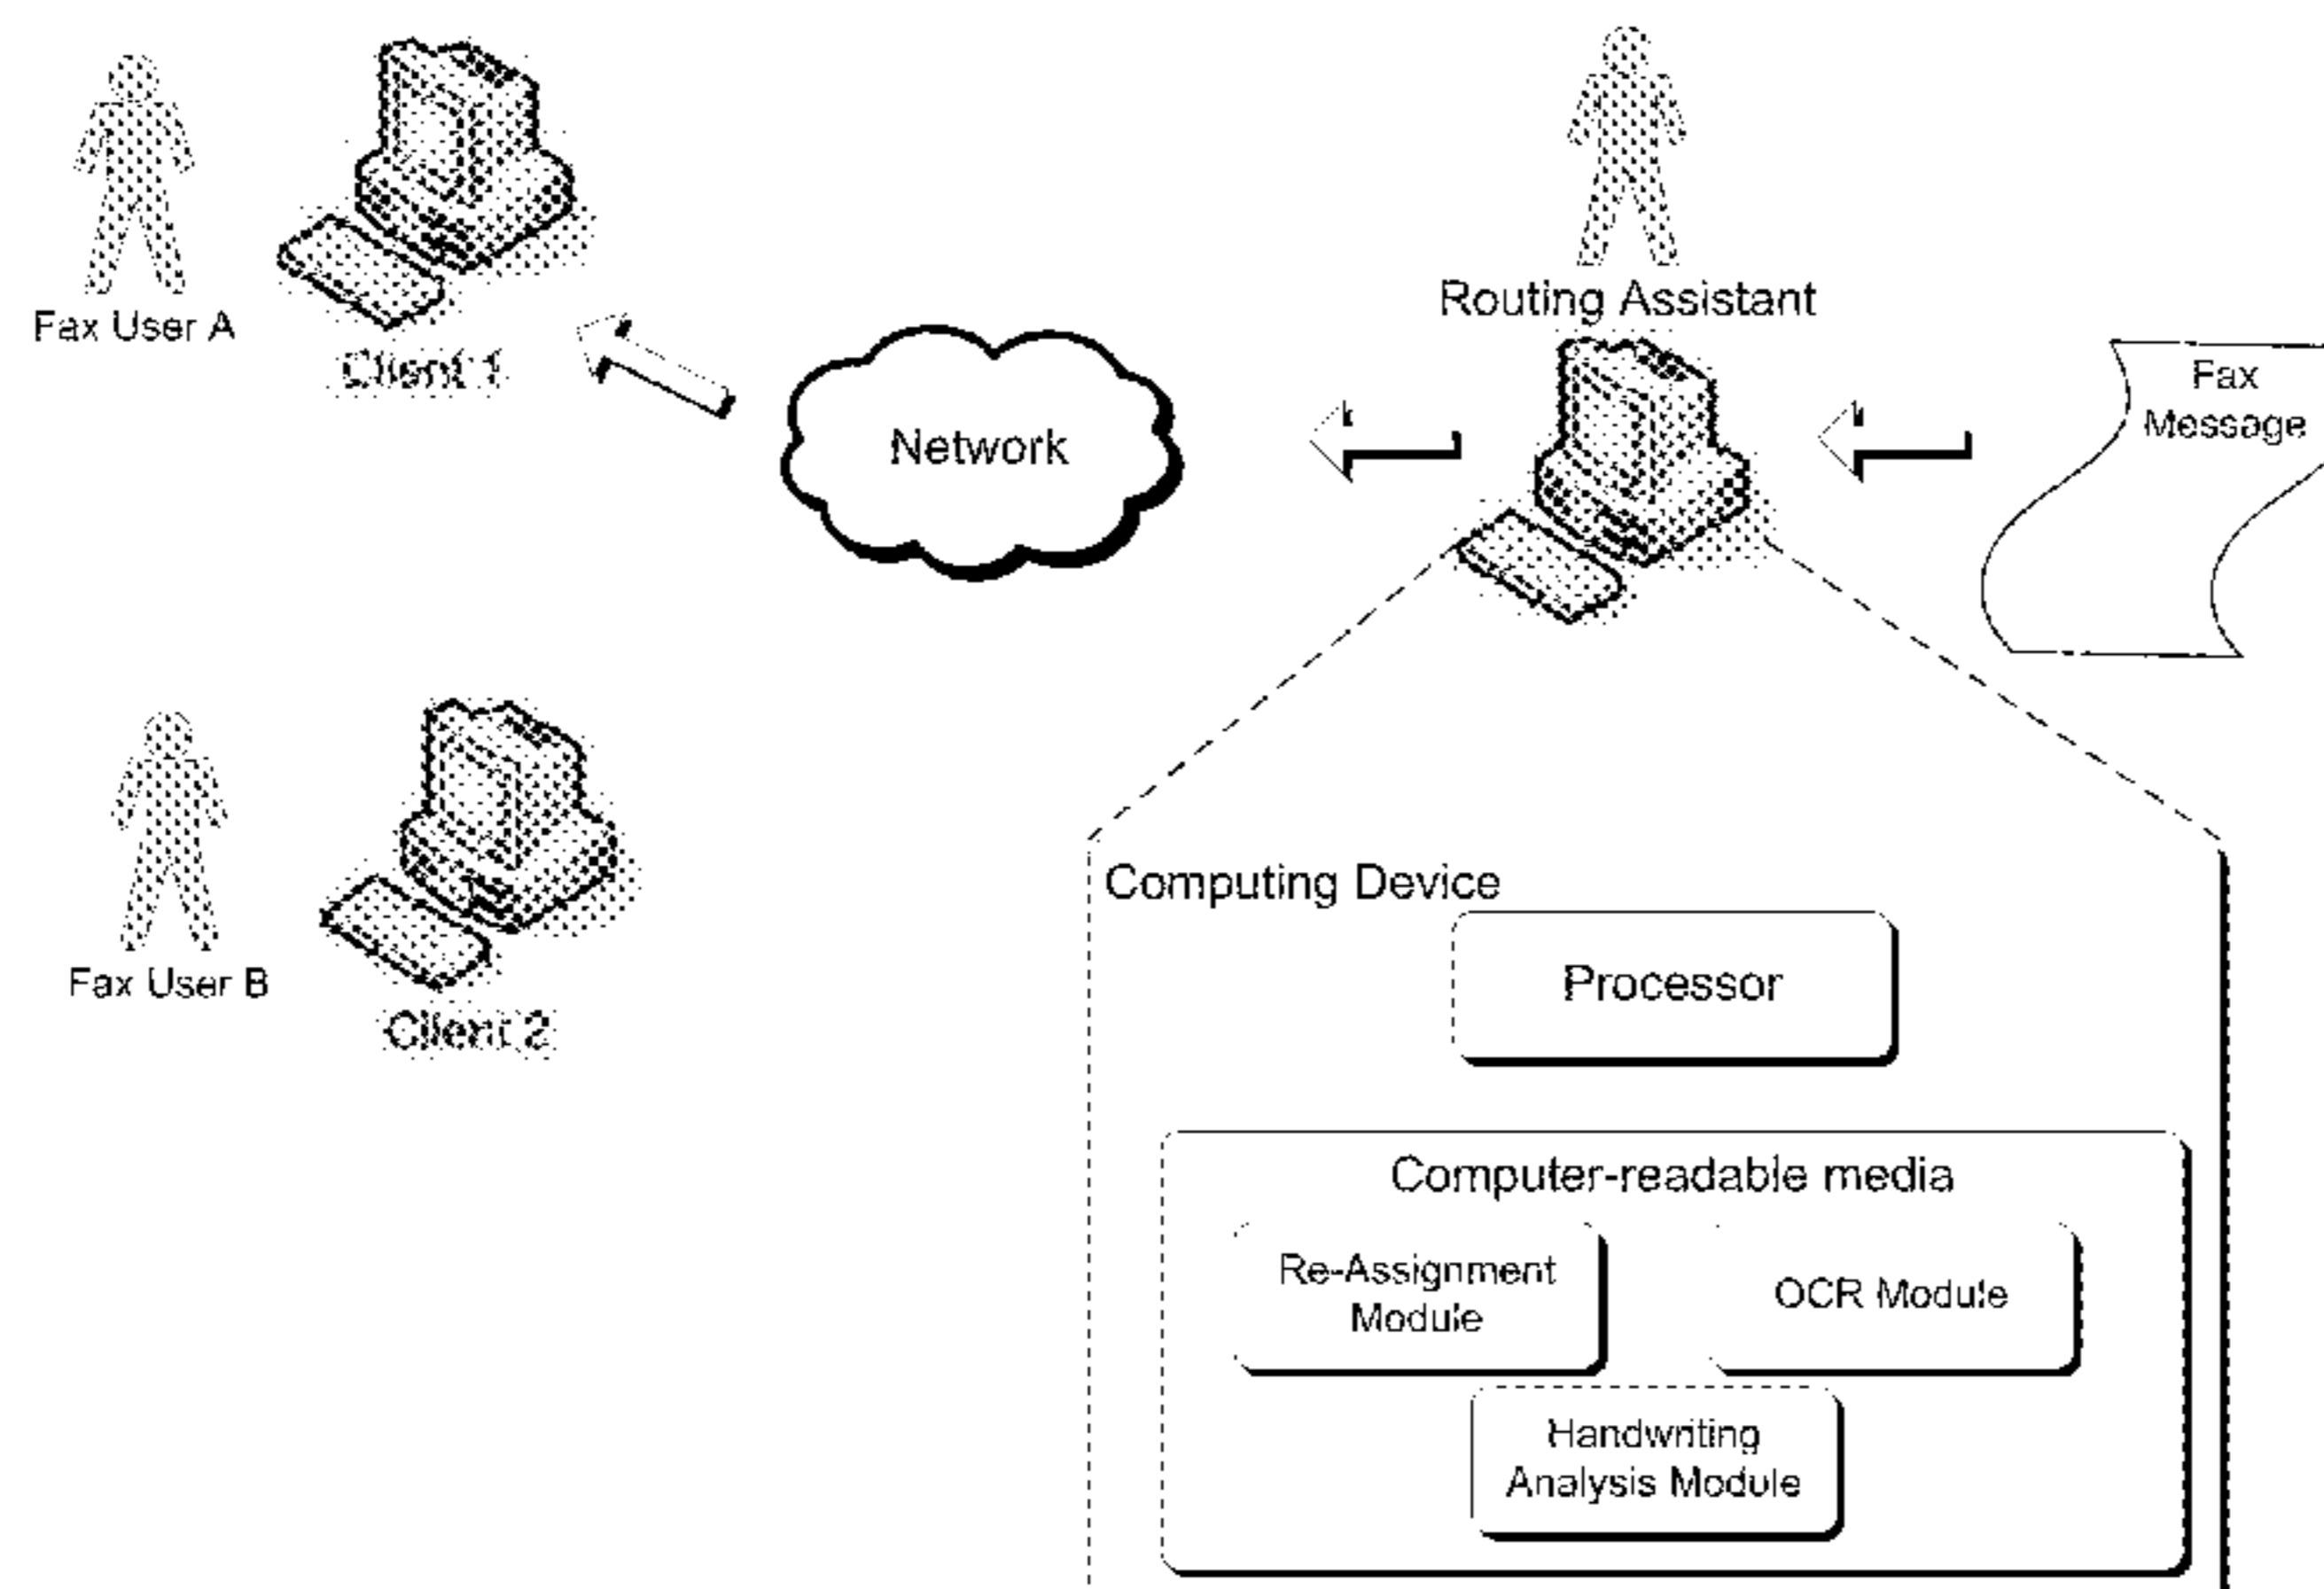 Fax User A
Client 1
Routing Assistant
Network
Fax
Message
Fax User B
Client 2
Computing Device
Processor
Computer-readable media
Re-Assignment
Module
OCR Module
Handwriting
Analysis Module